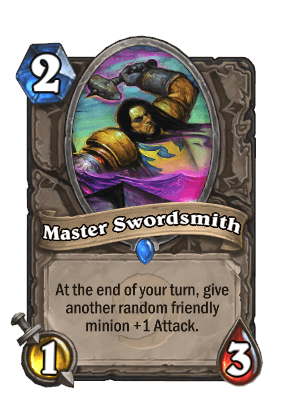 2
Master Swordsmith
At the end of your turn, give
another random friendly
minion +1 Attack.
1
3